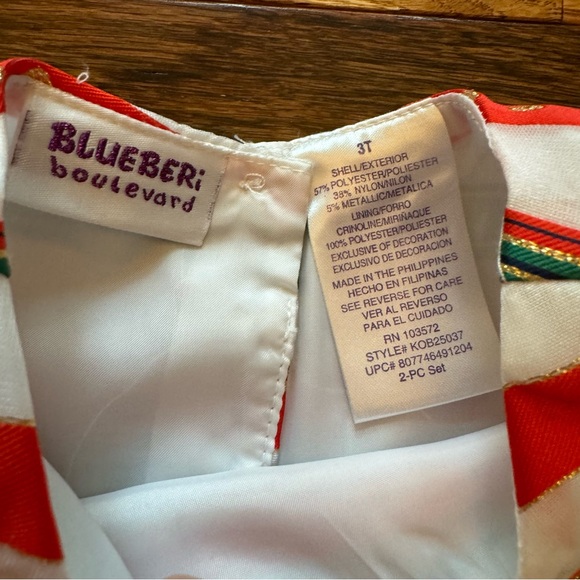 BLUEBERi
boulevard
3T
SHELL/EXTERIOR
57% POLYESTER/POLIESTER
38% NYLON/NILON
5% METALLIC/METALICA
LINING/FORRO
CRINOLINE/MIRIÑAQUE
100% POLYESTER/POLIESTER
EXCLUSIVE OF DECORATION
EXCLUSIVO DE DECORACION
MADE IN THE PHILIPPINES
HECHO EN FILIPINAS
SEE REVERSE FOR CARE
VER AL REVERSO
PARA EL CUIDADO
RN 103572
STYLE# KOB25037
UPC# 807746491204
2-PC Set